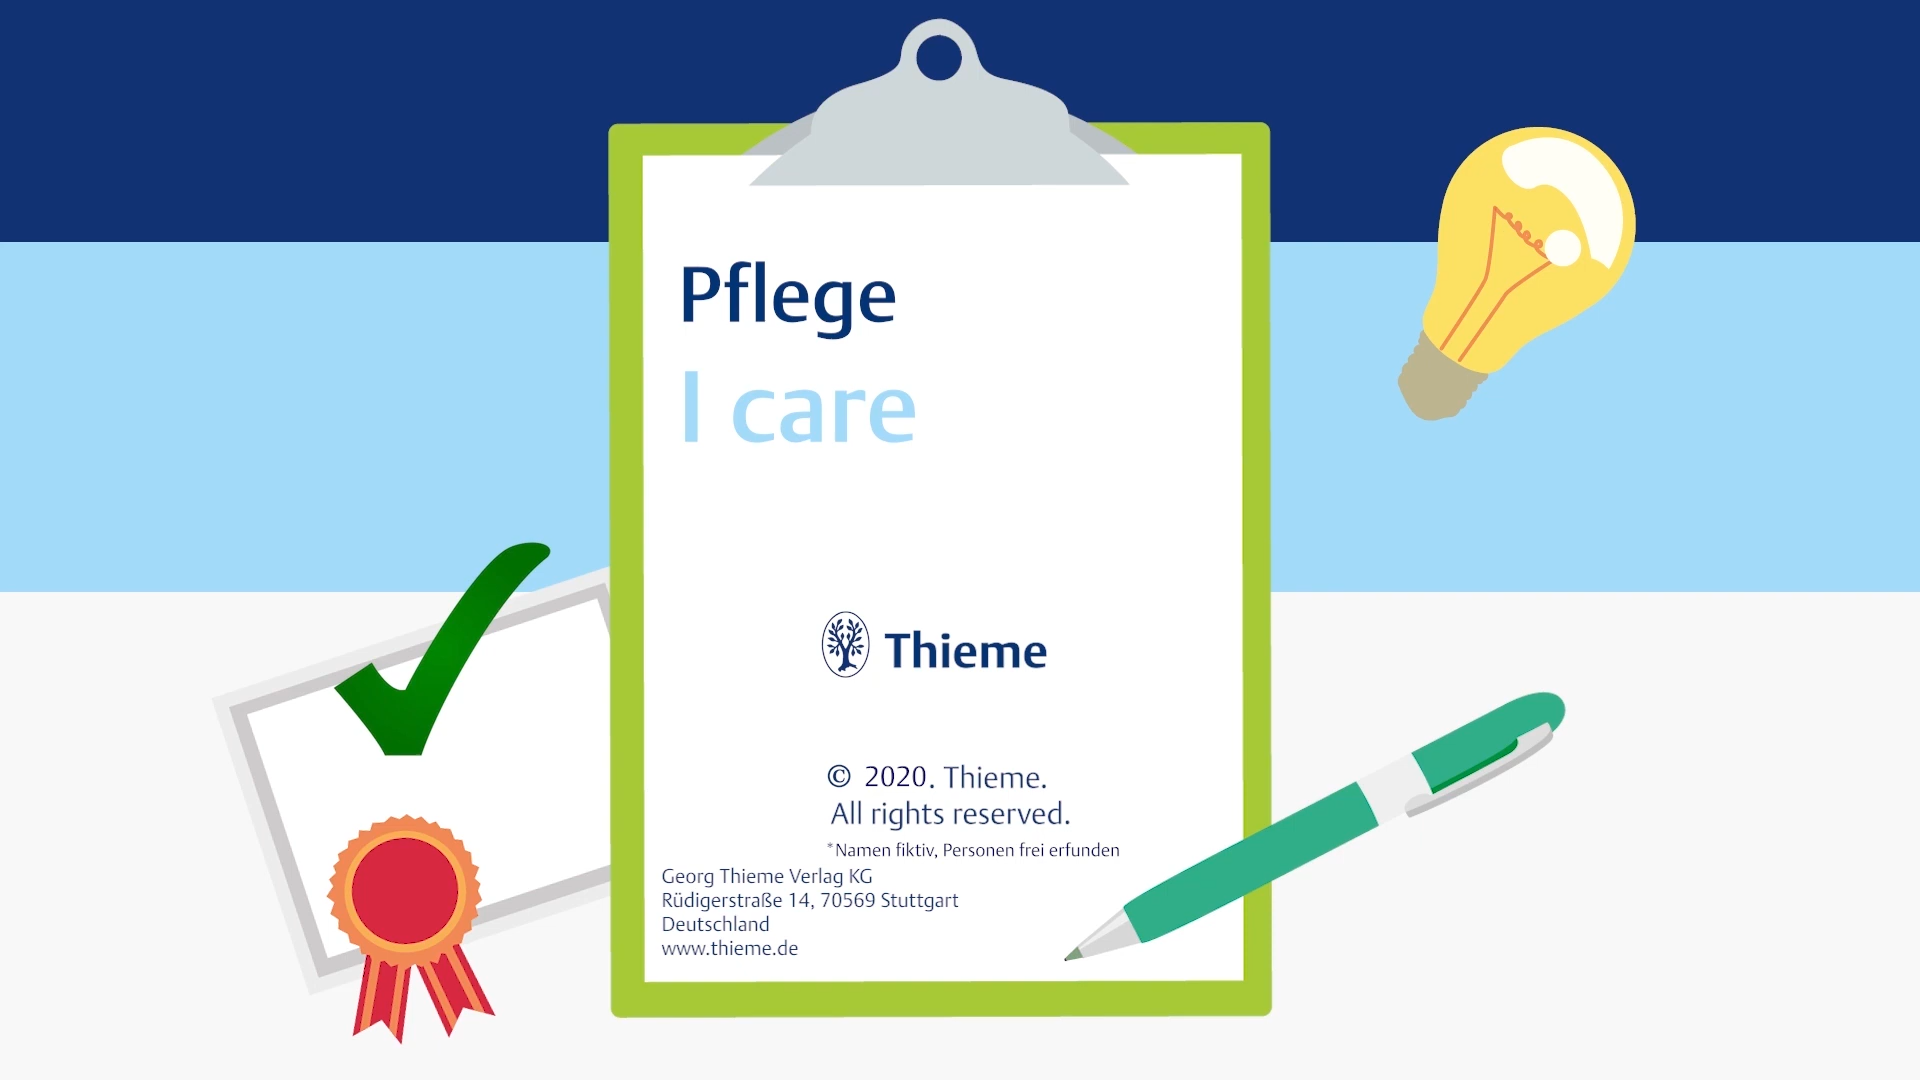 Pflege
I care
Thieme
© 2020. Thieme.
All rights reserved.
*Namen fiktiv, Personen frei erfunden
Georg Thieme Verlag KG
Rüdigerstraße 14, 70569 Stuttgart
Deutschland
www.thieme.de